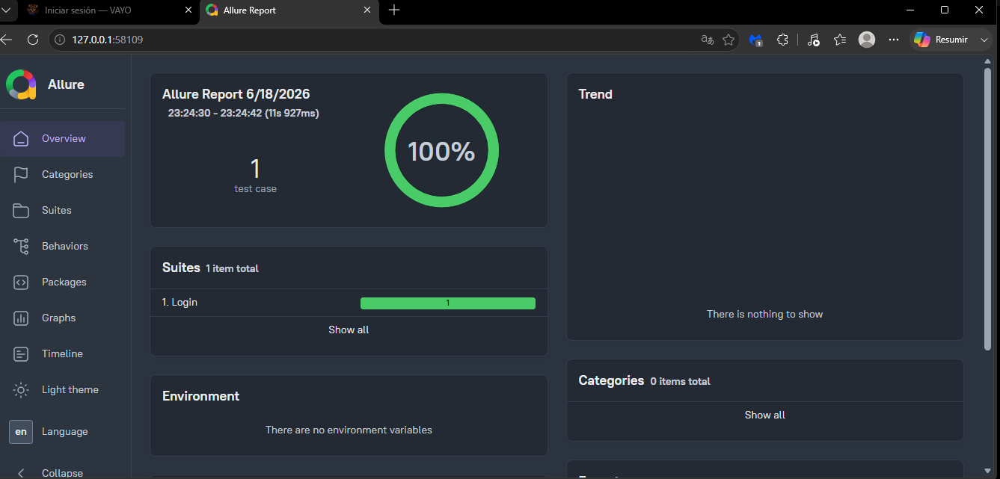 Iniciar sesión — VAYO
Allure Report
127.0.0.1:58109
1
Resumir
Allure
Overview
Categories
Suites
Behaviors
Packages
Graphs
Timeline
Light theme
en Language
Collapse
Allure Report 6/18/2026
23:24:30 - 23:24:42 (11s 927ms)
1
test case
100%
Suites 1 item total
1. Login 1
Show all
Environment
There are no environment variables
Trend
There is nothing to show
Categories 0 items total
Show all